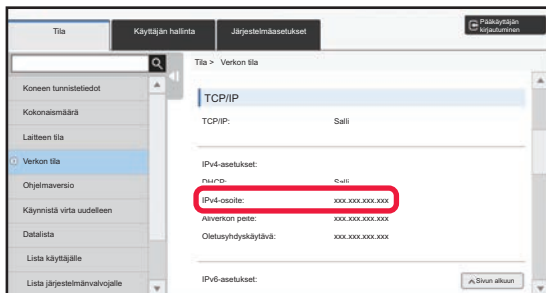 Tila
Käyttäjän hallinta
Järjestelmäasetukset
Pääkäyttäjän
kirjautuminen
Tila > Verkon tila
Koneen tunnistetiedot
Kokonaismäärä
Laitteen tila
Verkon tila
Ohjelmaversio
Käynnistä virta uudelleen
Datalista
Lista käyttäjälle
Lista järjestelmänvalvojalle
TCP/IP
TCP/IP: Salli
IPv4-asetukset:
DHCP: Salli
IPv4-osoite: xxx.xxx.xxx.xxx
Aliverkon peite: xxx.xxx.xxx.xxx
Oletusyhdyskäytävä: xxx.xxx.xxx.xxx
IPv6-asetukset:
Sivun alkuun